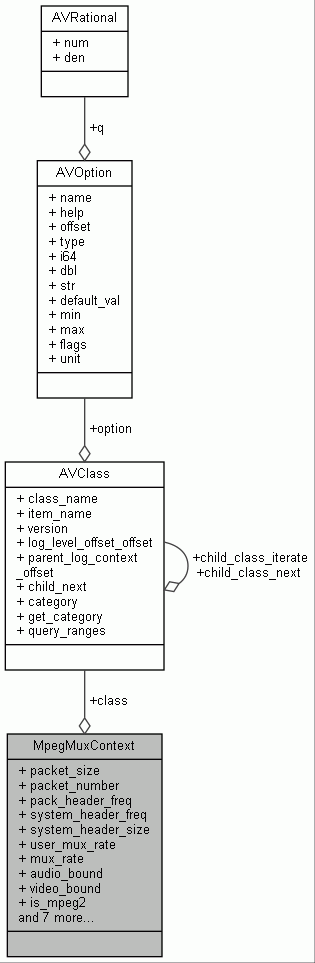 AVRational
+ num
+ den
+q
AVOption
+ name
+ help
+ offset
+ type
+ i64
+ dbl
+ str
+ default_val
+ min
+ max
+ flags
+ unit
+option
AVClass
+ class_name
+ item_name
+ version
+ log_level_offset_offset
+ parent_log_context
_offset
+ child_next
+ category
+ get_category
+ query_ranges
+child_class_iterate
+child_class_next
+class
MpegMuxContext
+ packet_size
+ packet_number
+ pack_header_freq
+ system_header_freq
+ system_header_size
+ user_mux_rate
+ mux_rate
+ audio_bound
+ video_bound
+ is_mpeg2
and 7 more...